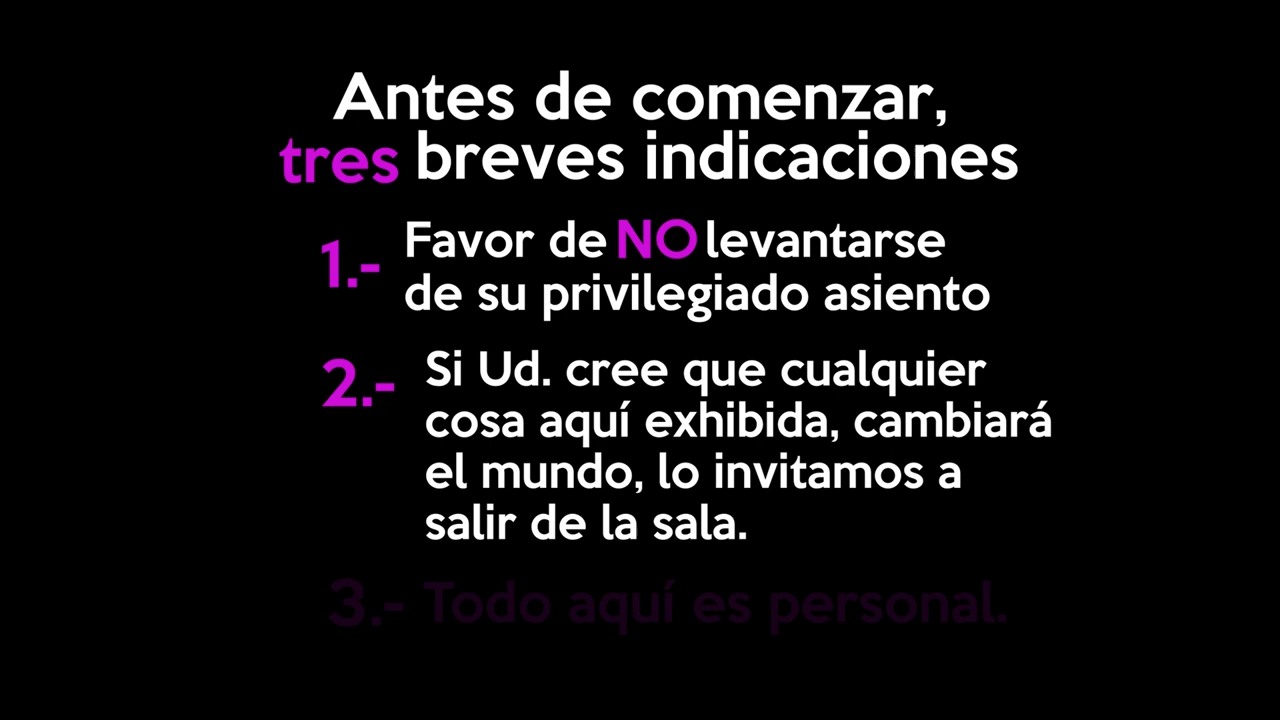 Antes de comenzar,
tres breves indicaciones
1.- Favor de NO levantarse
de su privilegiado asiento
2.- Si Ud. cree que cualquier
cosa aquí exhibida, cambiará
el mundo, lo invitamos a
salir de la sala.
3.- Todo aquí es personal.